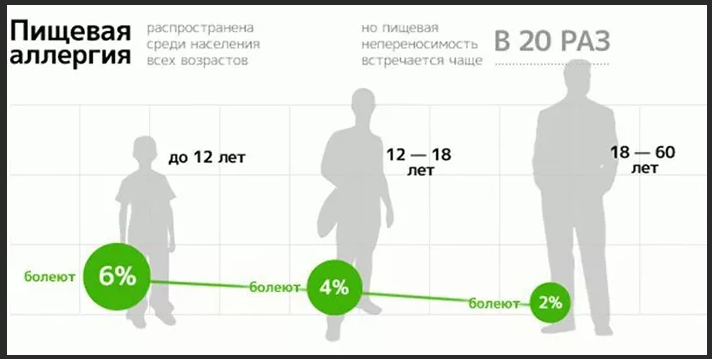 Пищевая
аллергия
распространена
среди населения
всех возрастов
но пищевая
непереносимость
встречается чаще
В 20 РАЗ
до 12 лет
12 — 18
лет
18 — 60
лет
болеют 6%
болеют 4%
болеют 2%